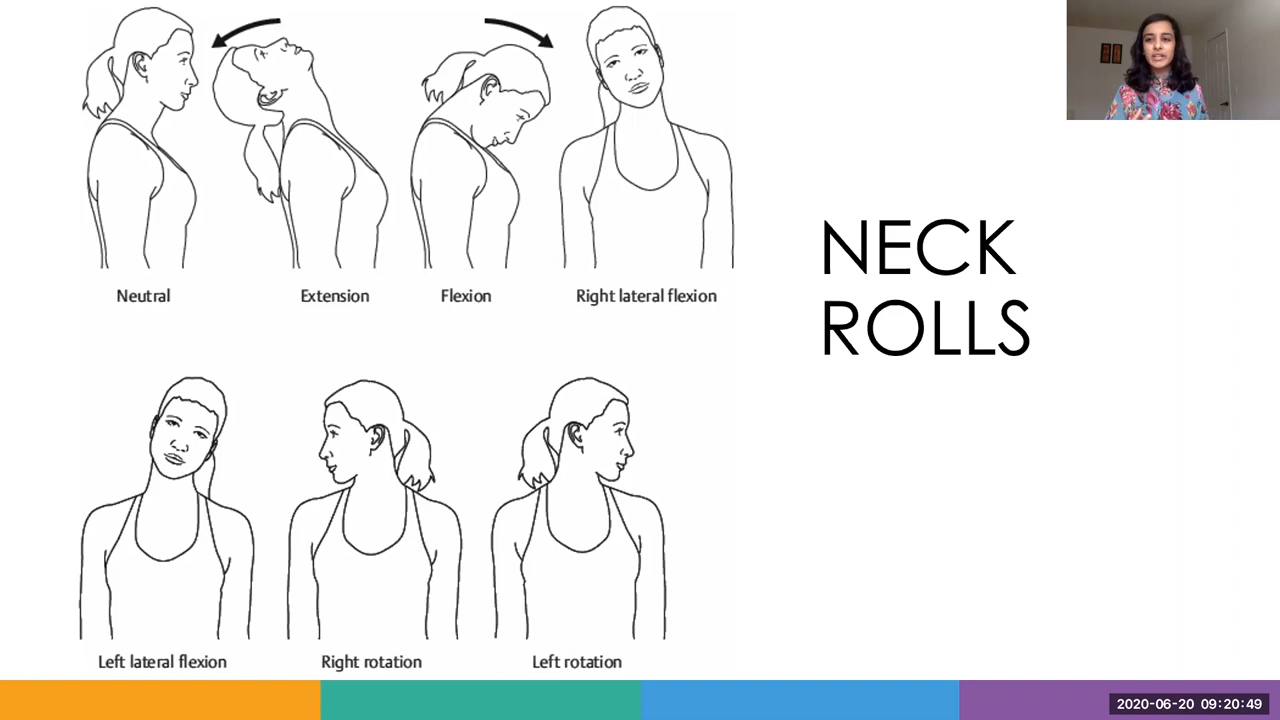 Neutral
Extension
Flexion
Right lateral flexion
NECK
ROLLS
Left lateral flexion
Right rotation
Left rotation
2020-06-20 09:20:49